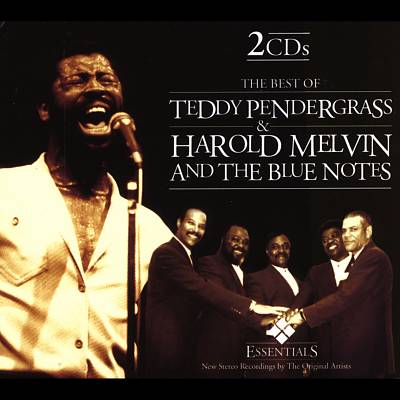 2CDs
THE BEST OF
TEDDY PENDERGRASS
&
HAROLD MELVIN
AND THE BLUE NOTES
ESSENTIALS
New Stereo Recordings by The Original Artists